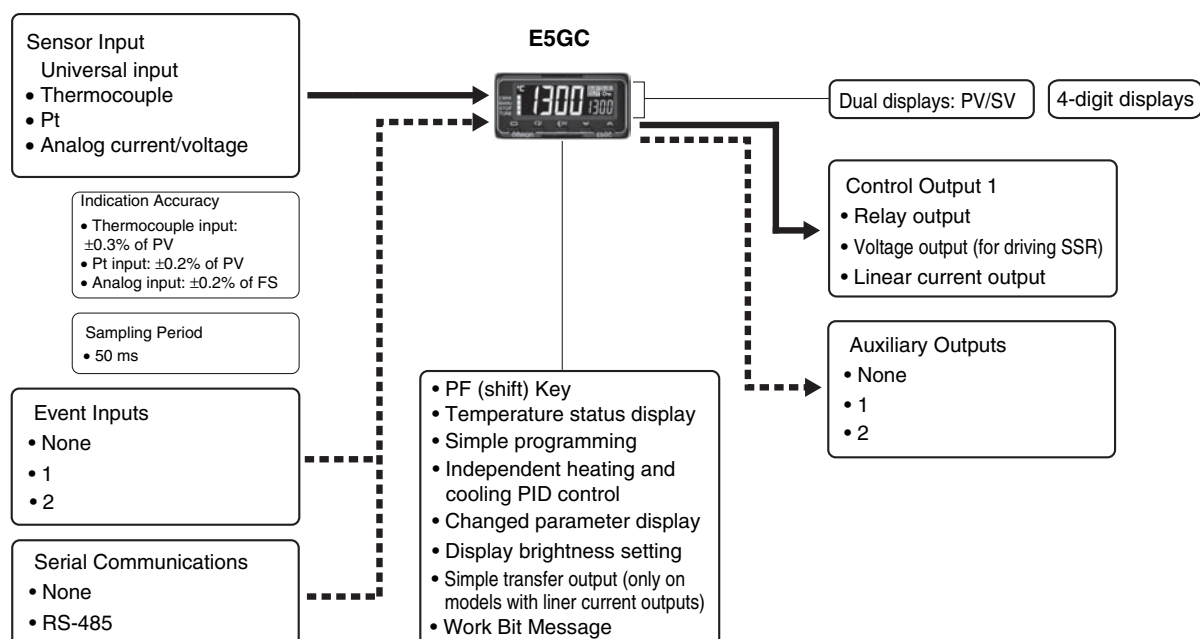 E5GC
Sensor Input
Universal input
• Thermocouple
• Pt
• Analog current/voltage
Indication Accuracy
• Thermocouple input:
±0.3% of PV
• Pt input: ±0.2% of PV
• Analog input: ±0.2% of FS
Sampling Period
• 50 ms
Event Inputs
• None
• 1
• 2
Serial Communications
• None
• RS-485
°C
1300
1300
omron
E5GC
• PF (shift) Key
• Temperature status display
• Simple programming
• Independent heating and
cooling PID control
• Changed parameter display
• Display brightness setting
• Simple transfer output (only on
models with liner current outputs)
• Work Bit Message
Dual displays: PV/SV
4-digit displays
Control Output 1
• Relay output
• Voltage output (for driving SSR)
• Linear current output
Auxiliary Outputs
• None
• 1
• 2